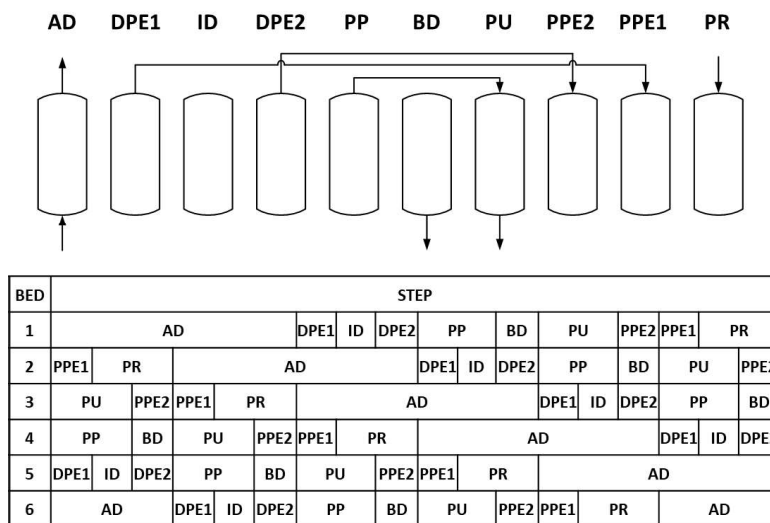 AD DPE1 ID DPE2 PP BD PU PPE2 PPE1 PR
BED STEP
1 AD DPE1 ID DPE2 PP BD PU PPE2 PPE1 PR
2 PPE1 PR AD DPE1 ID DPE2 PP BD PU PPE2
3 PU PPE2 PPE1 PR AD DPE1 ID DPE2 PP BD
4 PP BD PU PPE2 PPE1 PR AD DPE1 ID DPE
5 DPE1 ID DPE2 PP BD PU PPE2 PPE1 PR AD
6 AD DPE1 ID DPE2 PP BD PU PPE2 PPE1 PR AD